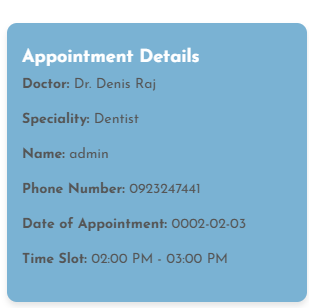 Appointment Details
Doctor: Dr. Denis Raj
Speciality: Dentist
Name: admin
Phone Number: 0923247441
Date of Appointment: 0002-02-03
Time Slot: 02:00 PM - 03:00 PM